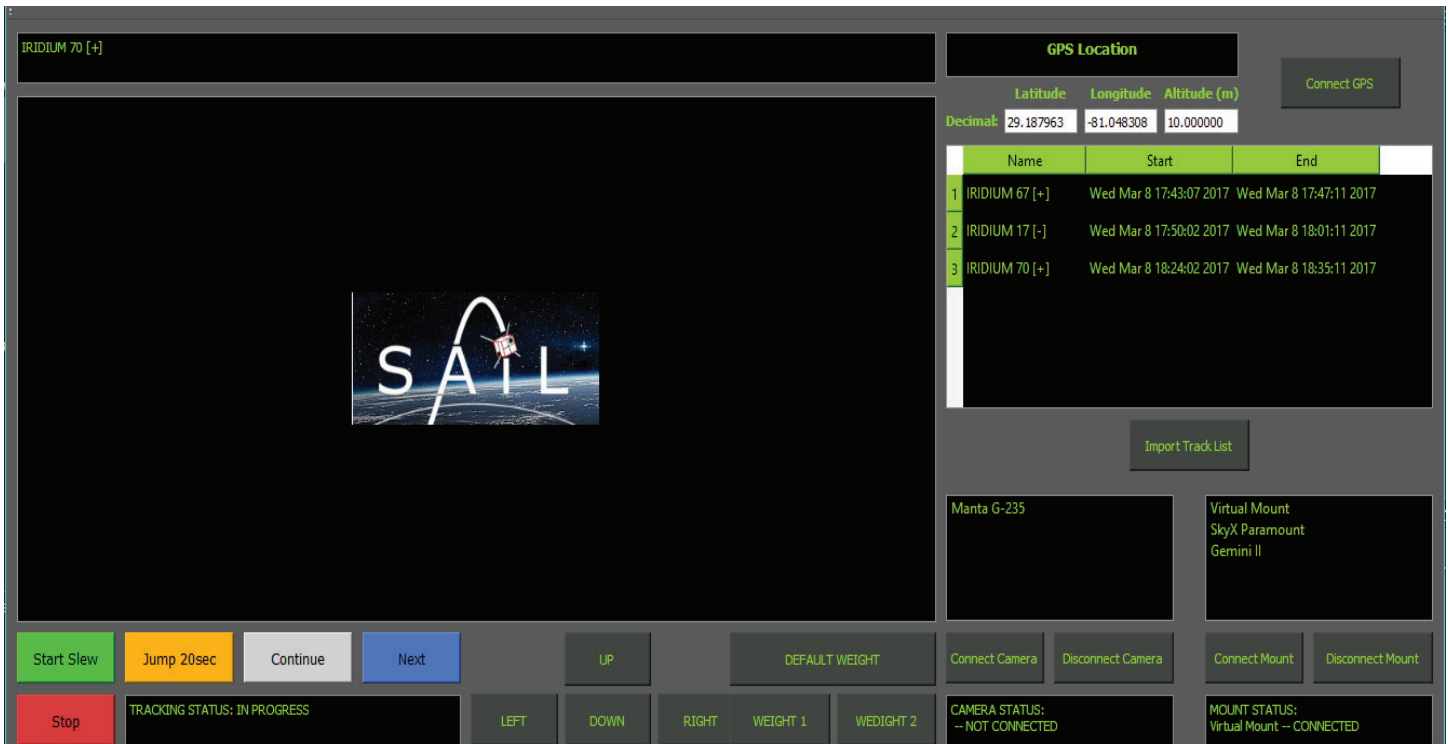 IRIDIUM 70 [+]
GPS Location
Connect GPS
Latitude Longitude Altitude (m)
Decimal: 29.187963 -81.048308 10.000000
Name Start End
1 IRIDIUM 67 [+] Wed Mar 8 17:43:07 2017 Wed Mar 8 17:47:11 2017
2 IRIDIUM 17 [-] Wed Mar 8 17:50:02 2017 Wed Mar 8 18:01:11 2017
3 IRIDIUM 70 [+] Wed Mar 8 18:24:02 2017 Wed Mar 8 18:35:11 2017
SAIL
Import Track List
Manta G-235
Virtual Mount
SkyX Paramount
Gemini II
Start Slew Jump 20sec Continue Next UP DEFAULT WEIGHT Connect Camera Disconnect Camera Connect Mount Disconnect Mount
Stop
TRACKING STATUS: IN PROGRESS
LEFT DOWN RIGHT WEIGHT 1 WEDIGHT 2
CAMERA STATUS:
-- NOT CONNECTED
MOUNT STATUS:
Virtual Mount -- CONNECTED